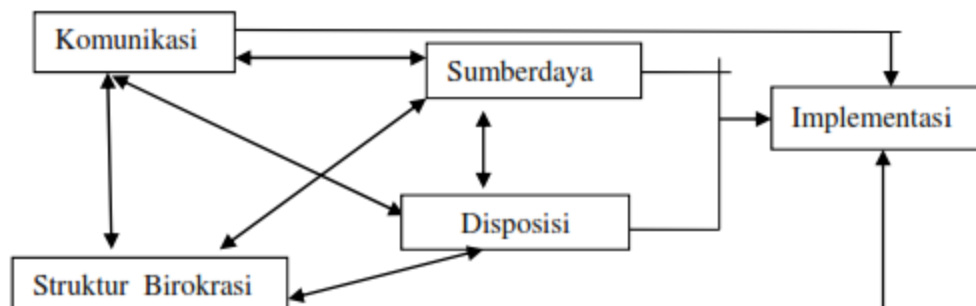 Komunikasi
Sumberdaya
Implementasi
Disposisi
Struktur Birokrasi